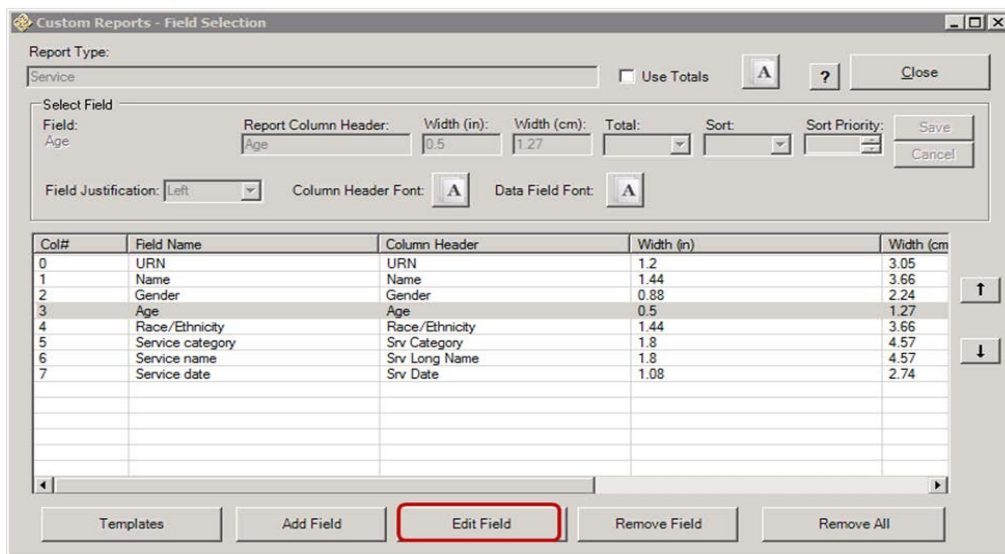 Custom Reports - Field Selection
Report Type:
Service
Use Totals
A
?
Close
Select Field
Field: Report Column Header: Width (in): Width (cm): Total: Sort: Sort Priority: Save
Age Age 0.5 1.27
Cancel
Field Justification: Left Column Header Font: A Data Field Font: A
Col# Field Name Column Header Width (in) Width (cm
0 URN URN 1.2 3.05
1 Name Name 1.44 3.66
2 Gender Gender 0.88 2.24
3 Age Age 0.5 1.27
4 Race/Ethnicity Race/Ethnicity 1.44 3.66
5 Service category Srv Category 1.8 4.57
6 Service name Srv Long Name 1.8 4.57
7 Service date Srv Date 1.08 2.74
Templates Add Field Edit Field Remove Field Remove All